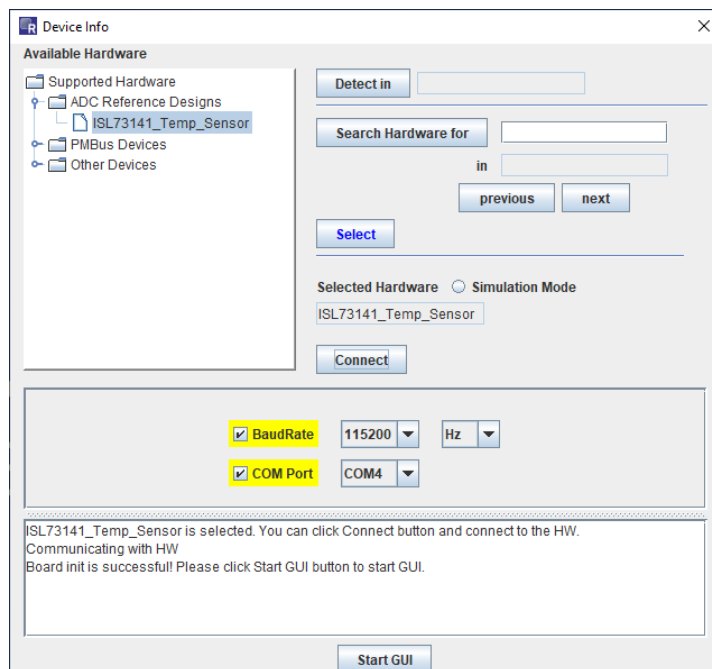 Device Info
Available Hardware
Supported Hardware
ADC Reference Designs
ISL73141_Temp_Sensor
PMBus Devices
Other Devices
Detect in
Search Hardware for
in
previous next
Select
Selected Hardware Simulation Mode
ISL73141_Temp_Sensor
Connect
BaudRate 115200 Hz
COM Port COM4
ISL73141_Temp_Sensor is selected. You can click Connect button and connect to the HW.
Communicating with HW
Board init is successful! Please click Start GUI button to start GUI.
Start GUI